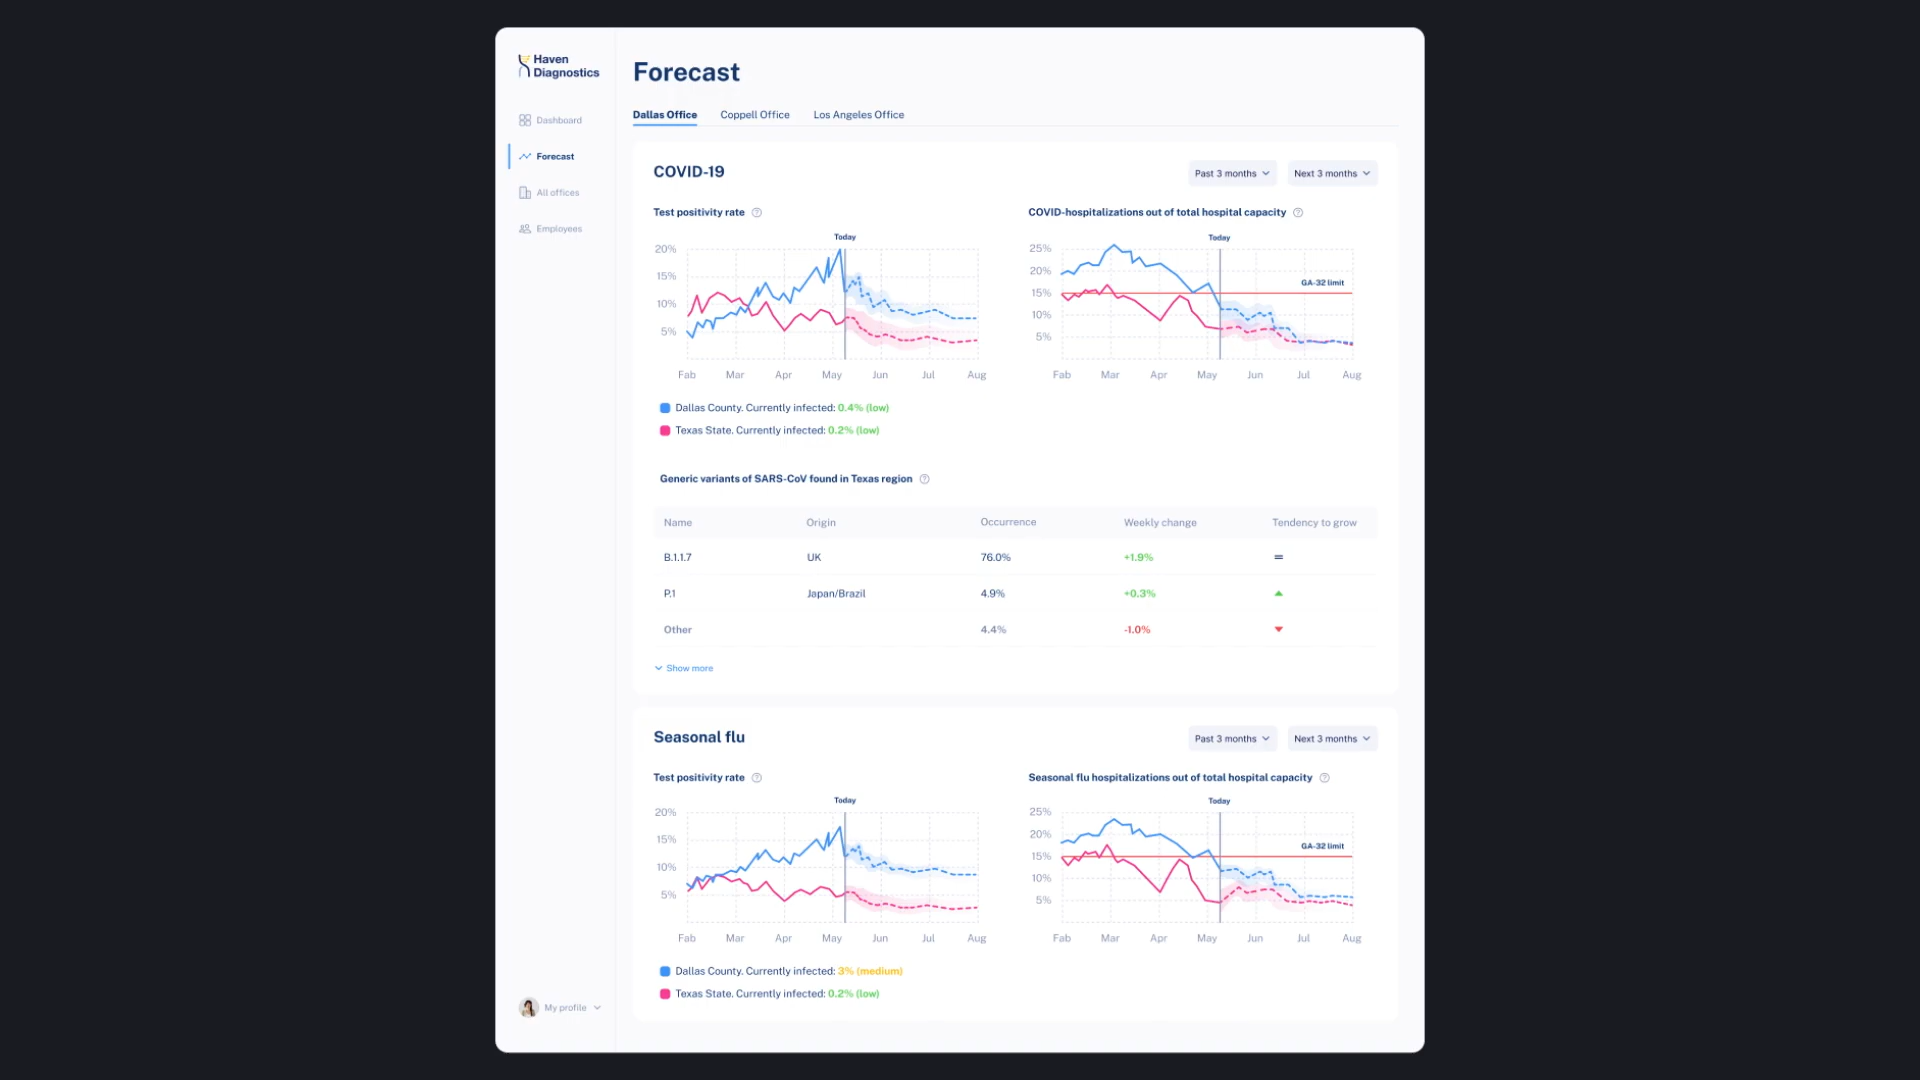 Haven
Diagnostics
Dashboard
Forecast
All offices
Employees
My profile
Forecast
Dallas Office Coppell Office Los Angeles Office
COVID-19
Past 3 months Next 3 months
Test positivity rate
Today
20%
15%
10%
5%
Fab Mar Apr May Jun Jul Aug
COVID-hospitalizations out of total hospital capacity
Today
25%
20%
GA-32 limit
15%
10%
5%
Fab Mar Apr May Jun Jul Aug
Dallas County. Currently infected: 0.4% (low)
Texas State. Currently infected: 0.2% (low)
Generic variants of SARS-CoV found in Texas region
Name Origin Occurrence Weekly change Tendency to grow
B.1.1.7 UK 76.0% +1.9% =
P.1 Japan/Brazil 4.9% +0.3%
Other 4.4% -1.0%
Show more
Seasonal flu
Past 3 months Next 3 months
Test positivity rate
Today
20%
15%
10%
5%
Fab Mar Apr May Jun Jul Aug
Seasonal flu hospitalizations out of total hospital capacity
Today
25%
20%
GA-32 limit
15%
10%
5%
Fab Mar Apr May Jun Jul Aug
Dallas County. Currently infected: 3% (medium)
Texas State. Currently infected: 0.2% (low)